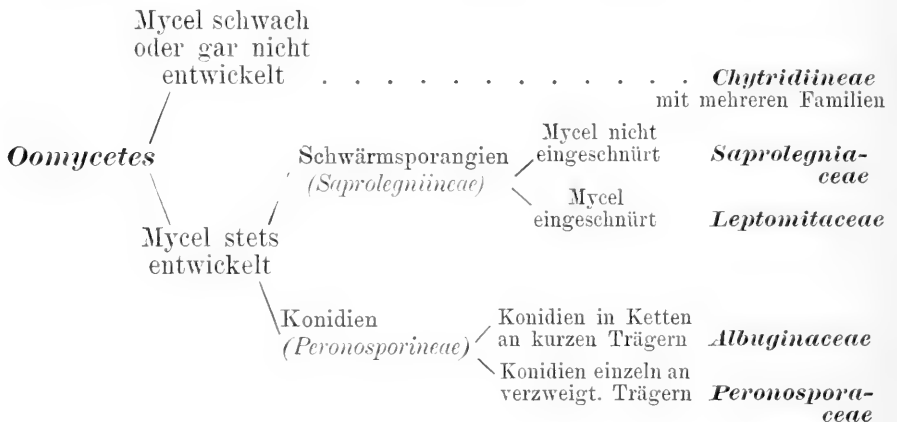 Mycel schwach
oder gar nicht
entwickelt . . . . . . . . . . . . . . Chytridiineae
mit mehreren Familien
Oomycetes
Schwärmsporangien
(Saprolegniineae)
Mycel nicht
eingeschnürt
Saprolegnia-
ceae
Mycel
eingeschnürt
Leptomitaceae
Mycel stets
entwickelt
Konidien
(Peronosporineae)
Konidien in Ketten
an kurzen Trägern
Albuginaceae
Konidien einzeln an
verzweigt. Trägern
Peronospora-
ceae